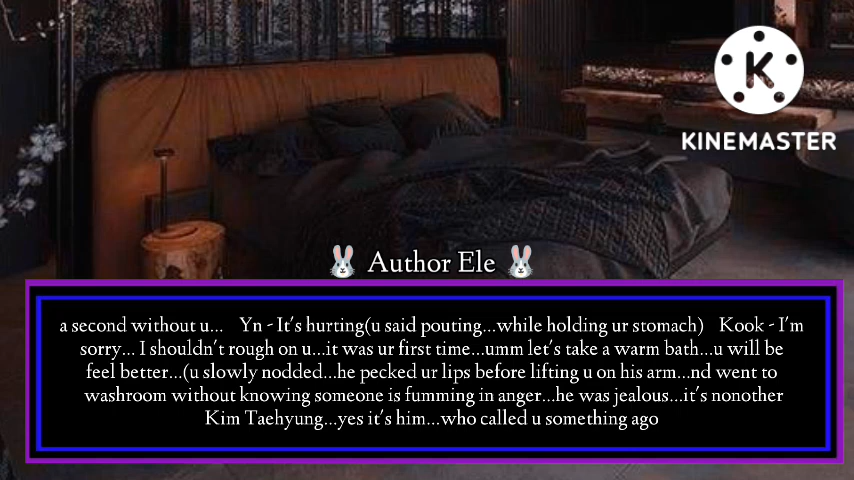 K
KINEMASTER
Author Ele
a second without u... Yn - It's hurting(u said pouting...while holding ur stomach) Kook - I'm
sorry... I shouldn't rough on u...it was ur first time...umm let's take a warm bath...u will be
feel better...(u slowly nodded...he pecked ur lips before lifting u on his arm...nd went to
washroom without knowing someone is fumming in anger...he was jealous...it's nonother
Kim Taehyung...yes it's him...who called u something ago